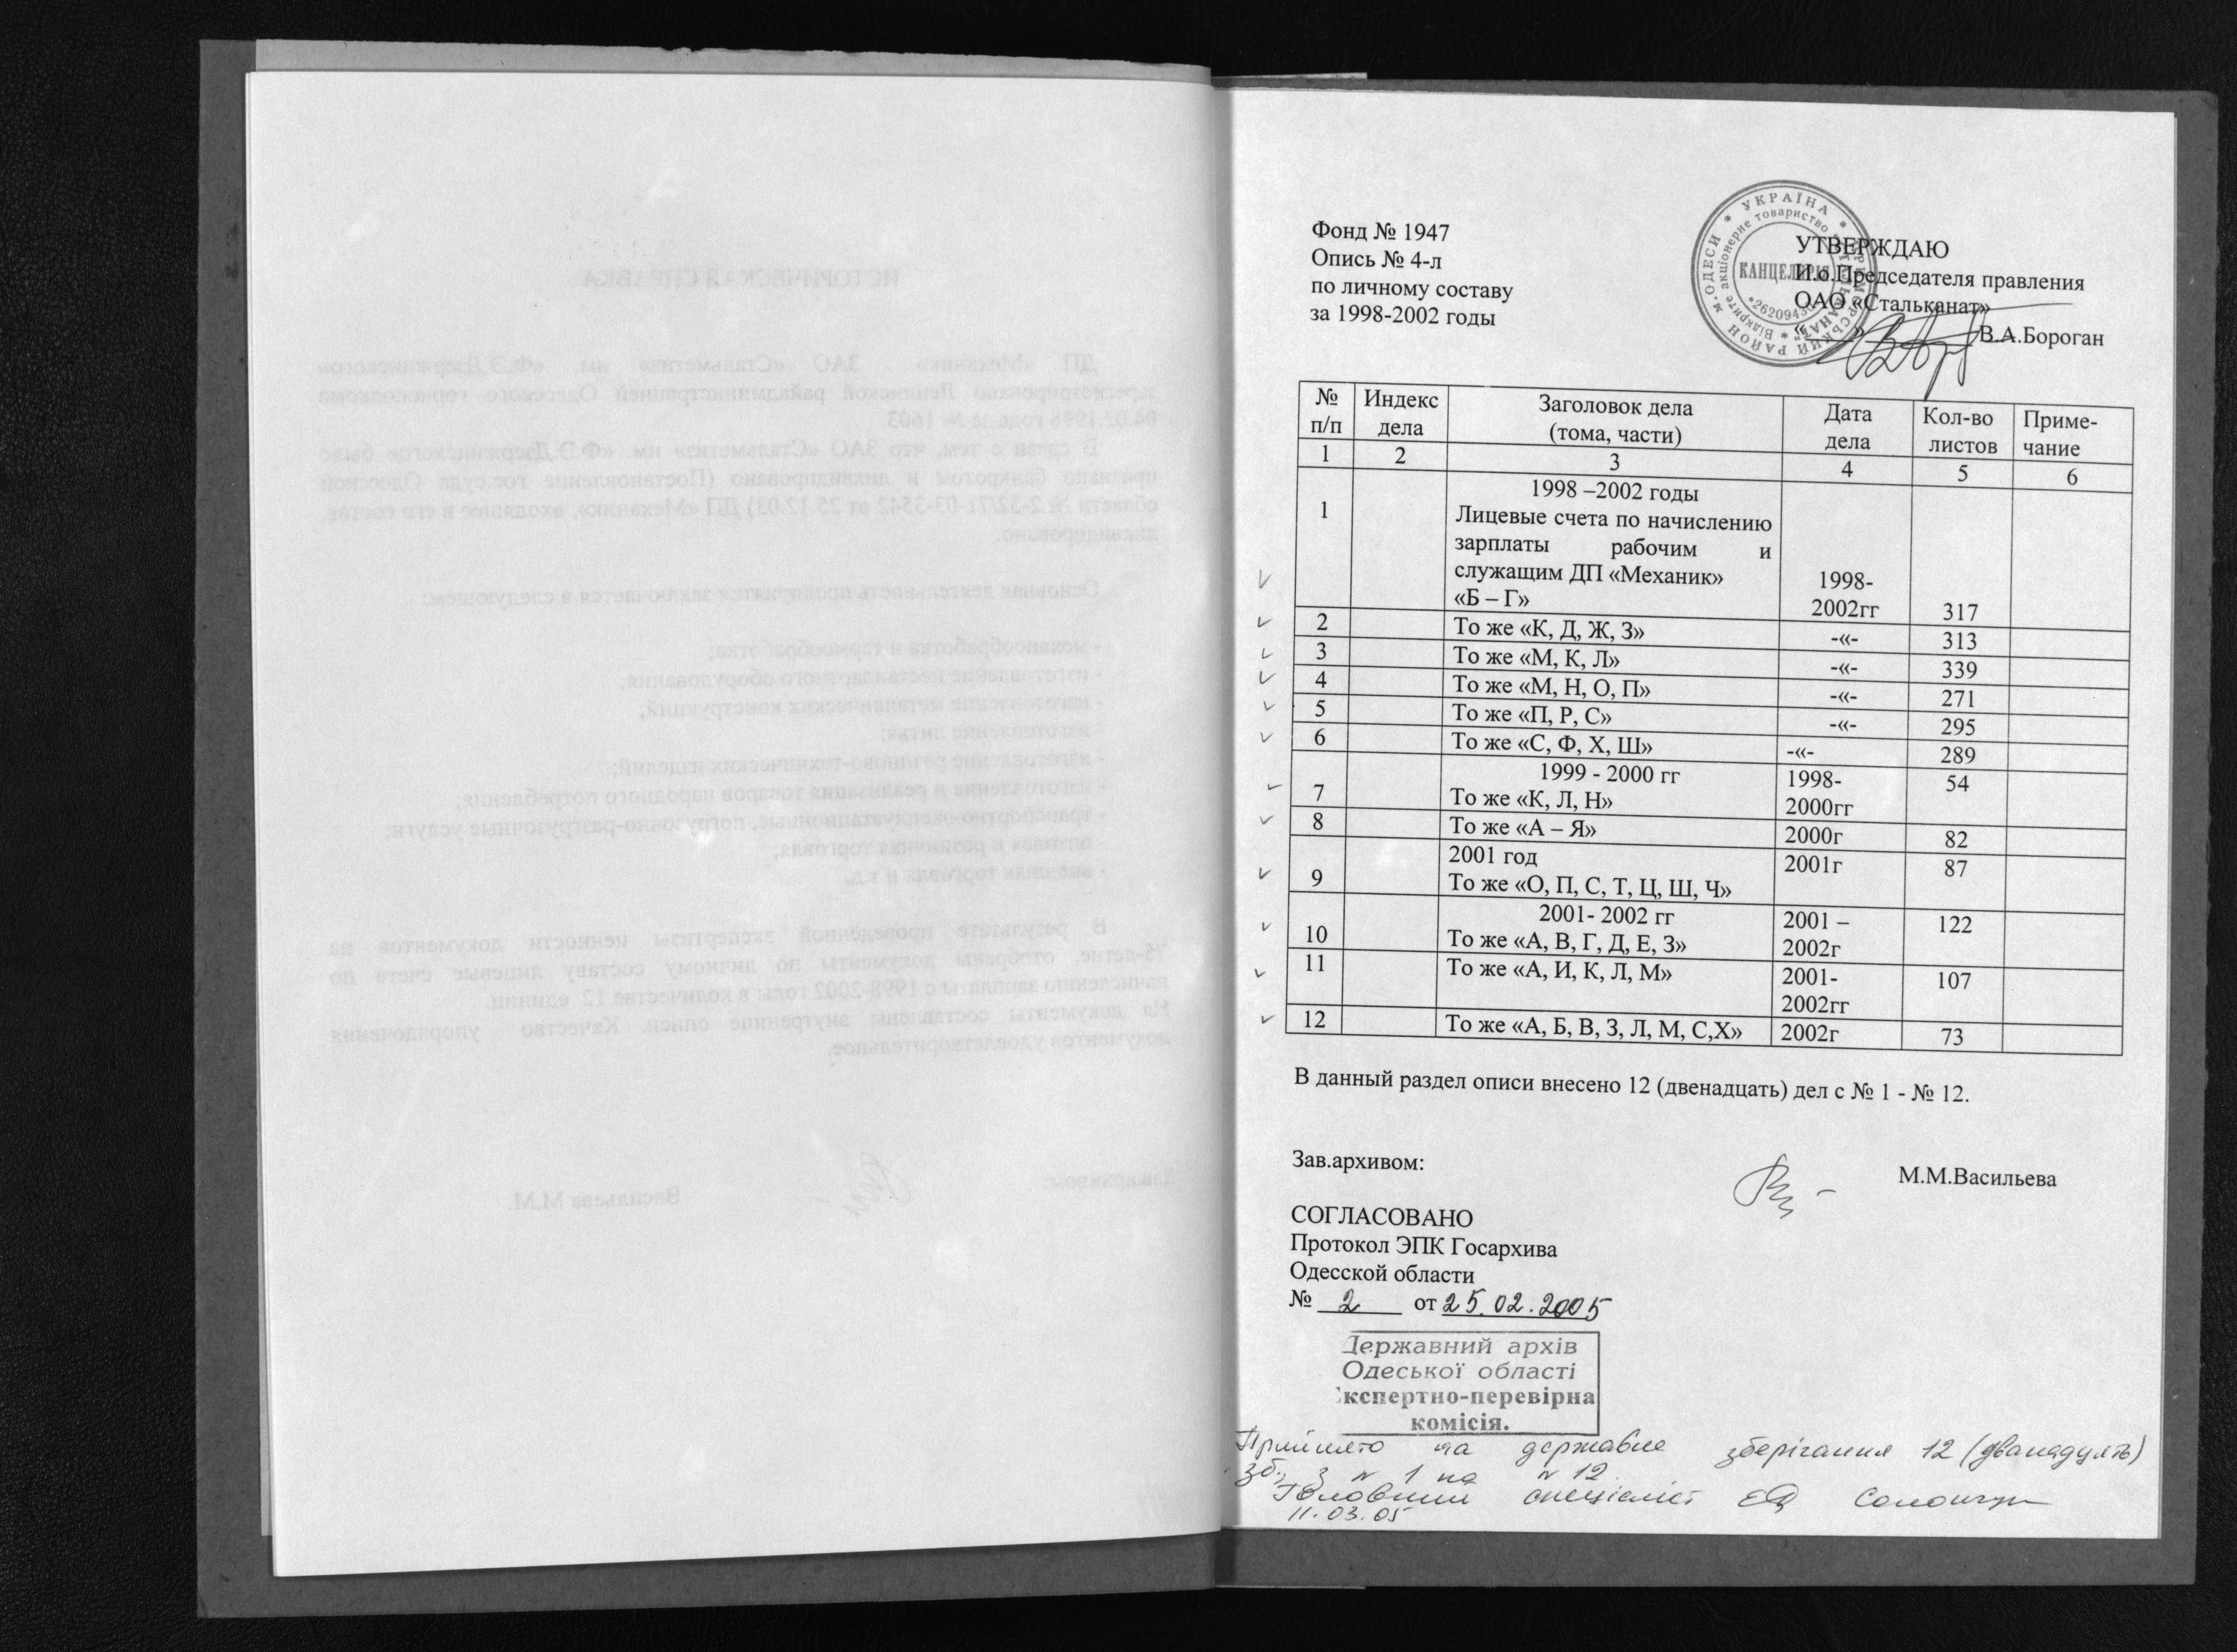 Фонд № 1947
Опись № 4-л
по личному составу
за 1998-2002 годы
УКРАЇНА
КАНЦЕЛЯРІЯ
УТВЕРЖДАЮ
И.о.Председателя правления
ОАО «Стальканат»
«    »    В.А.Бороган
№ п/п Индекс дела Заголовок дела (тома, части) Дата дела Кол-во листов Приме-чание
1 2 3 4 5 6
1998 –2002 годы
1 Лицевые счета по начислению
зарплаты рабочим и
служащим ДП «Механик» 1998-
«Б – Г» 2002гг 317
2 То же «К, Д, Ж, З» -«- 313
3 То же «М, К, Л» -«- 339
4 То же «М, Н, О, П» -«- 271
5 То же «П, Р, С» -«- 295
6 То же «С, Ф, Х, Ш» -«- 289
1999 - 2000 гг 1998- 54
7 То же «К, Л, Н» 2000гг
8 То же «А – Я» 2000г 82
2001 год 2001г 87
9 То же «О, П, С, Т, Ц, Ш, Ч»
2001- 2002 гг 2001 – 122
10 То же «А, В, Г, Д, Е, З» 2002г
11 То же «А, И, К, Л, М» 2001- 107
2002гг
12 То же «А, Б, В, З, Л, М, С,Х» 2002г 73
В данный раздел описи внесено 12 (двенадцать) дел с № 1 - № 12.
Зав.архивом: М.М.Васильева
СОГЛАСОВАНО
Протокол ЭПК Госархива
Одесской области
№ 2 от 25.02.2005
Державний архів
Одеської області
Експертно-перевірна
комісія.
Прийнято на державне зберігання 12 (дванадцять)
зб. з № 1 на № 12
Головний спеціаліст
11.03.05